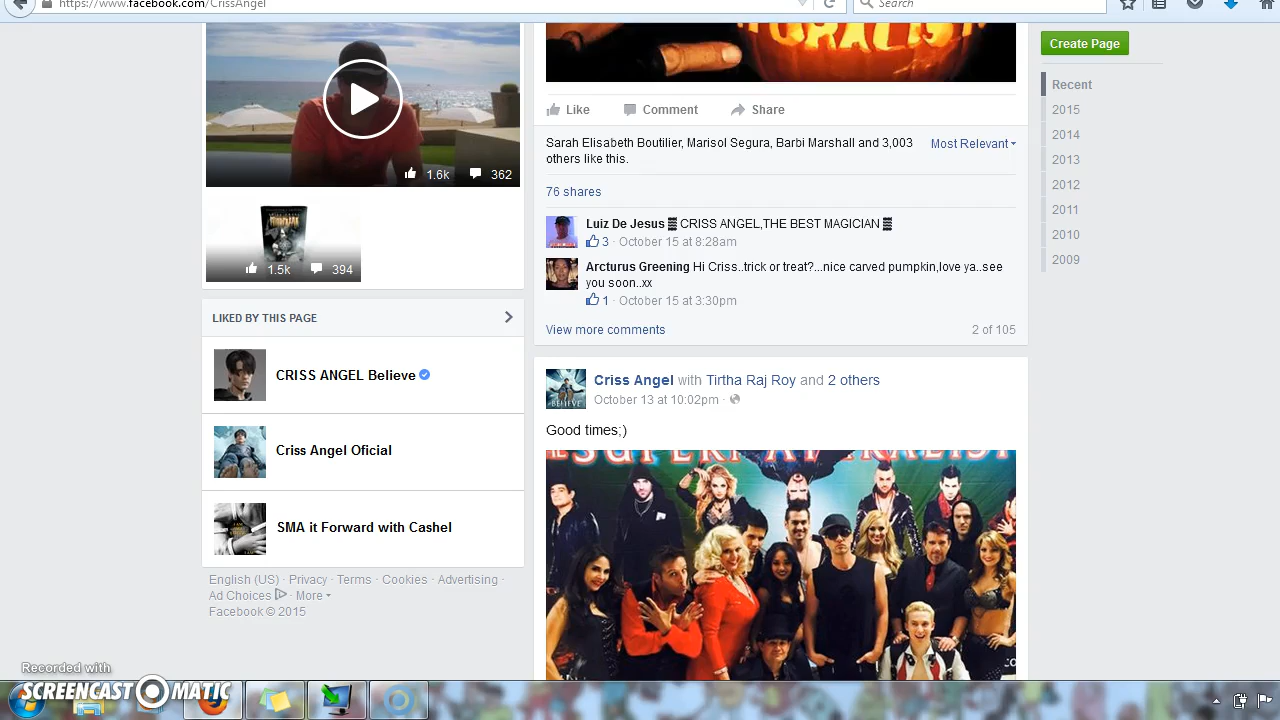 https://www.facebook.com/CrissAngel
Search
1.6k 362
1.5k 394
LIKED BY THIS PAGE
CRISS ANGEL Believe
Criss Angel Oficial
SMA it Forward with Cashel
English (US) · Privacy · Terms · Cookies · Advertising ·
Ad Choices · More
Facebook © 2015
Like Comment Share
Sarah Elisabeth Boutilier, Marisol Segura, Barbi Marshall and 3,003
others like this.
Most Relevant
76 shares
Luiz De Jesus ▓ CRISS ANGEL,THE BEST MAGICIAN ▓
3 · October 15 at 8:28am
Arcturus Greening Hi Criss..trick or treat?...nice carved pumpkin,love ya..see
you soon..xx
1 · October 15 at 3:30pm
View more comments 2 of 105
Criss Angel with Tirtha Raj Roy and 2 others
October 13 at 10:02pm ·
Good times;)
BELIEVE
Create Page
Recent
2015
2014
2013
2012
2011
2010
2009
Recorded with
SCREENCAST MATIC